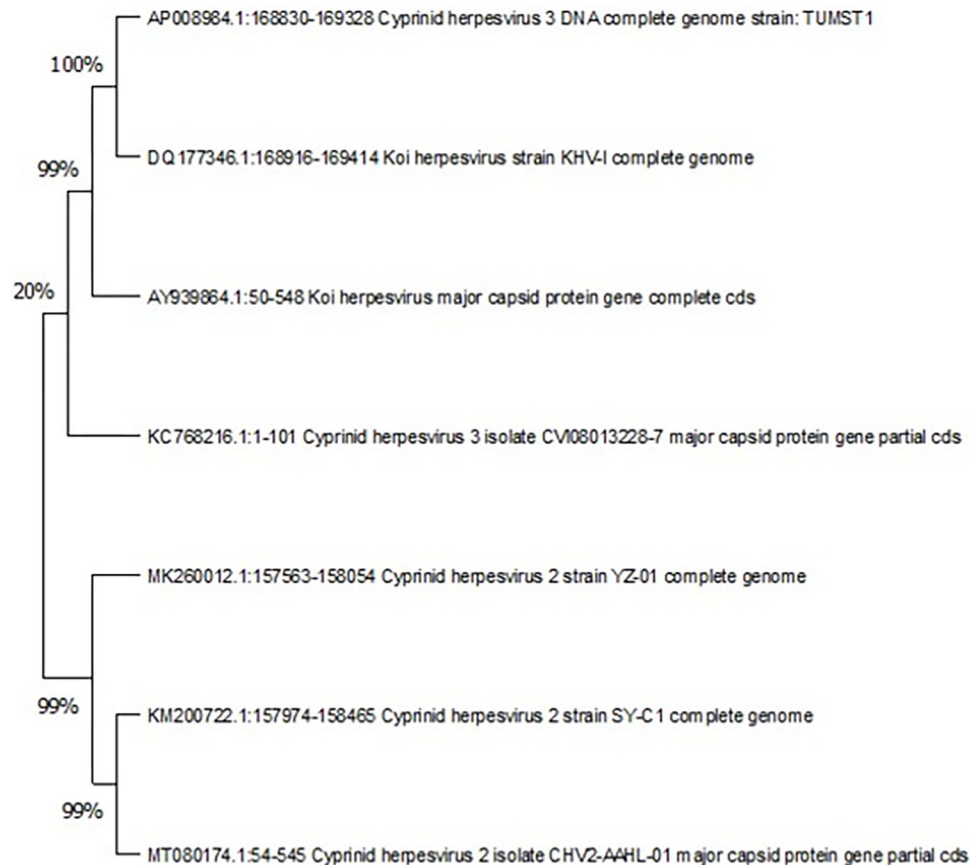 AP008984.1:168830-169328 Cyprinid herpesvirus 3 DNA complete genome strain: TUMST1
100%
DQ177346.1:168916-169414 Koi herpesvirus strain KHV-I complete genome
99%
20%
AY939864.1:50-548 Koi herpesvirus major capsid protein gene complete cds
KC768216.1:1-101 Cyprinid herpesvirus 3 isolate CVI08013228-7 major capsid protein gene partial cds
MK260012.1:157563-158054 Cyprinid herpesvirus 2 strain YZ-01 complete genome
99%
KM200722.1:157974-158465 Cyprinid herpesvirus 2 strain SY-C1 complete genome
99%
MT080174.1:54-545 Cyprinid herpesvirus 2 isolate CHV2-AAHL-01 major capsid protein gene partial cds